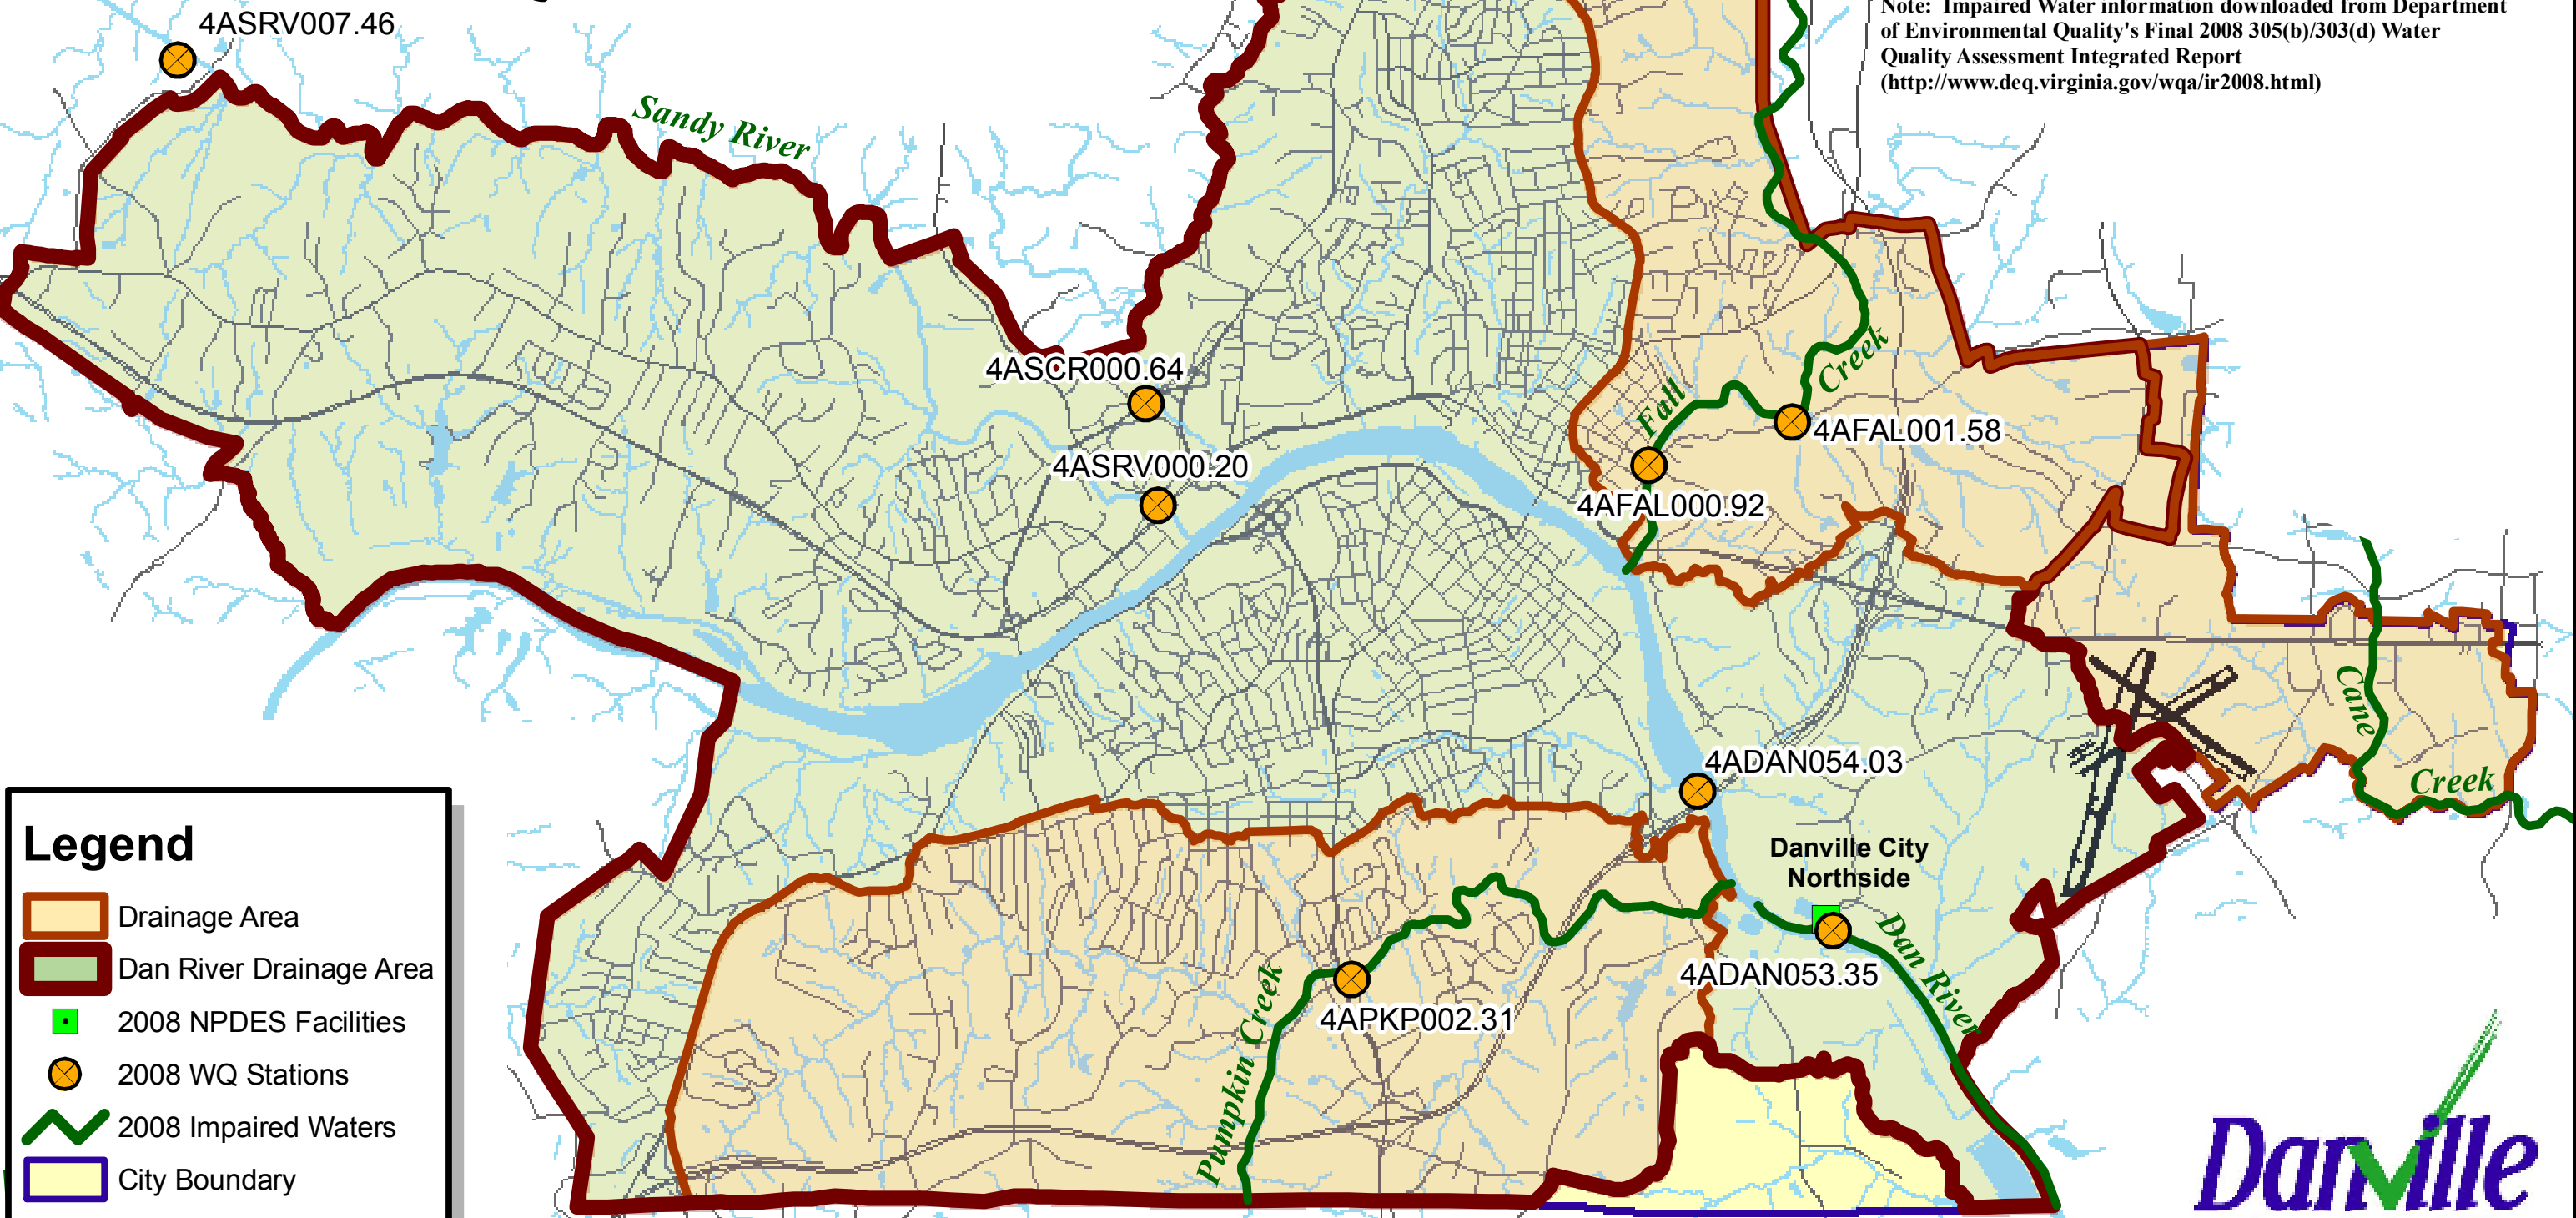 Note: Impaired Water information downloaded from Department
of Environmental Quality's Final 2008 305(b)/303(d) Water
Quality Assessment Integrated Report
(http://www.deq.virginia.gov/wqa/ir2008.html)
4ASRV007.46
Sandy River
4ASCR000.64
4ASRV000.20
Fall Creek
4AFAL001.58
4AFAL000.92
Cane Creek
4ADAN054.03
Danville City
Northside
Dan River
4ADAN053.35
Pumpkin Creek
4APKP002.31
Legend
Drainage Area
Dan River Drainage Area
2008 NPDES Facilities
2008 WQ Stations
2008 Impaired Waters
City Boundary
Danville